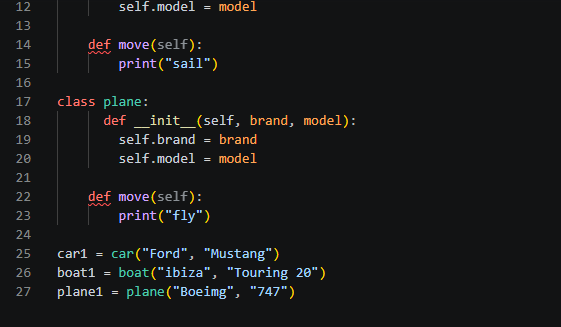 12 self.model = model
13
14 def move(self):
15 print("sail")
16
17 class plane:
18 def __init__(self, brand, model):
19 self.brand = brand
20 self.model = model
21
22 def move(self):
23 print("fly")
24
25 car1 = car("Ford", "Mustang")
26 boat1 = boat("ibiza", "Touring 20")
27 plane1 = plane("Boeimg", "747")